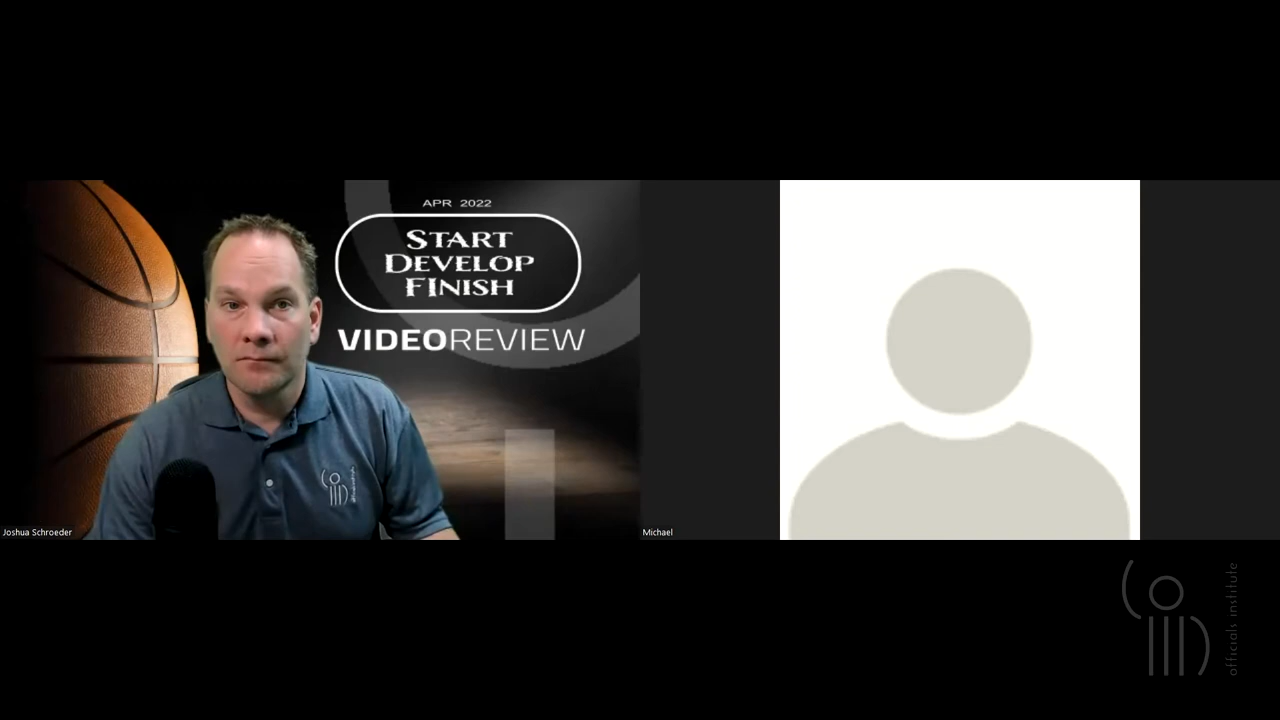 APR 2022
START
DEVELOP
FINISH
VIDEOREVIEW
Joshua Schroeder
Michael
officials institute